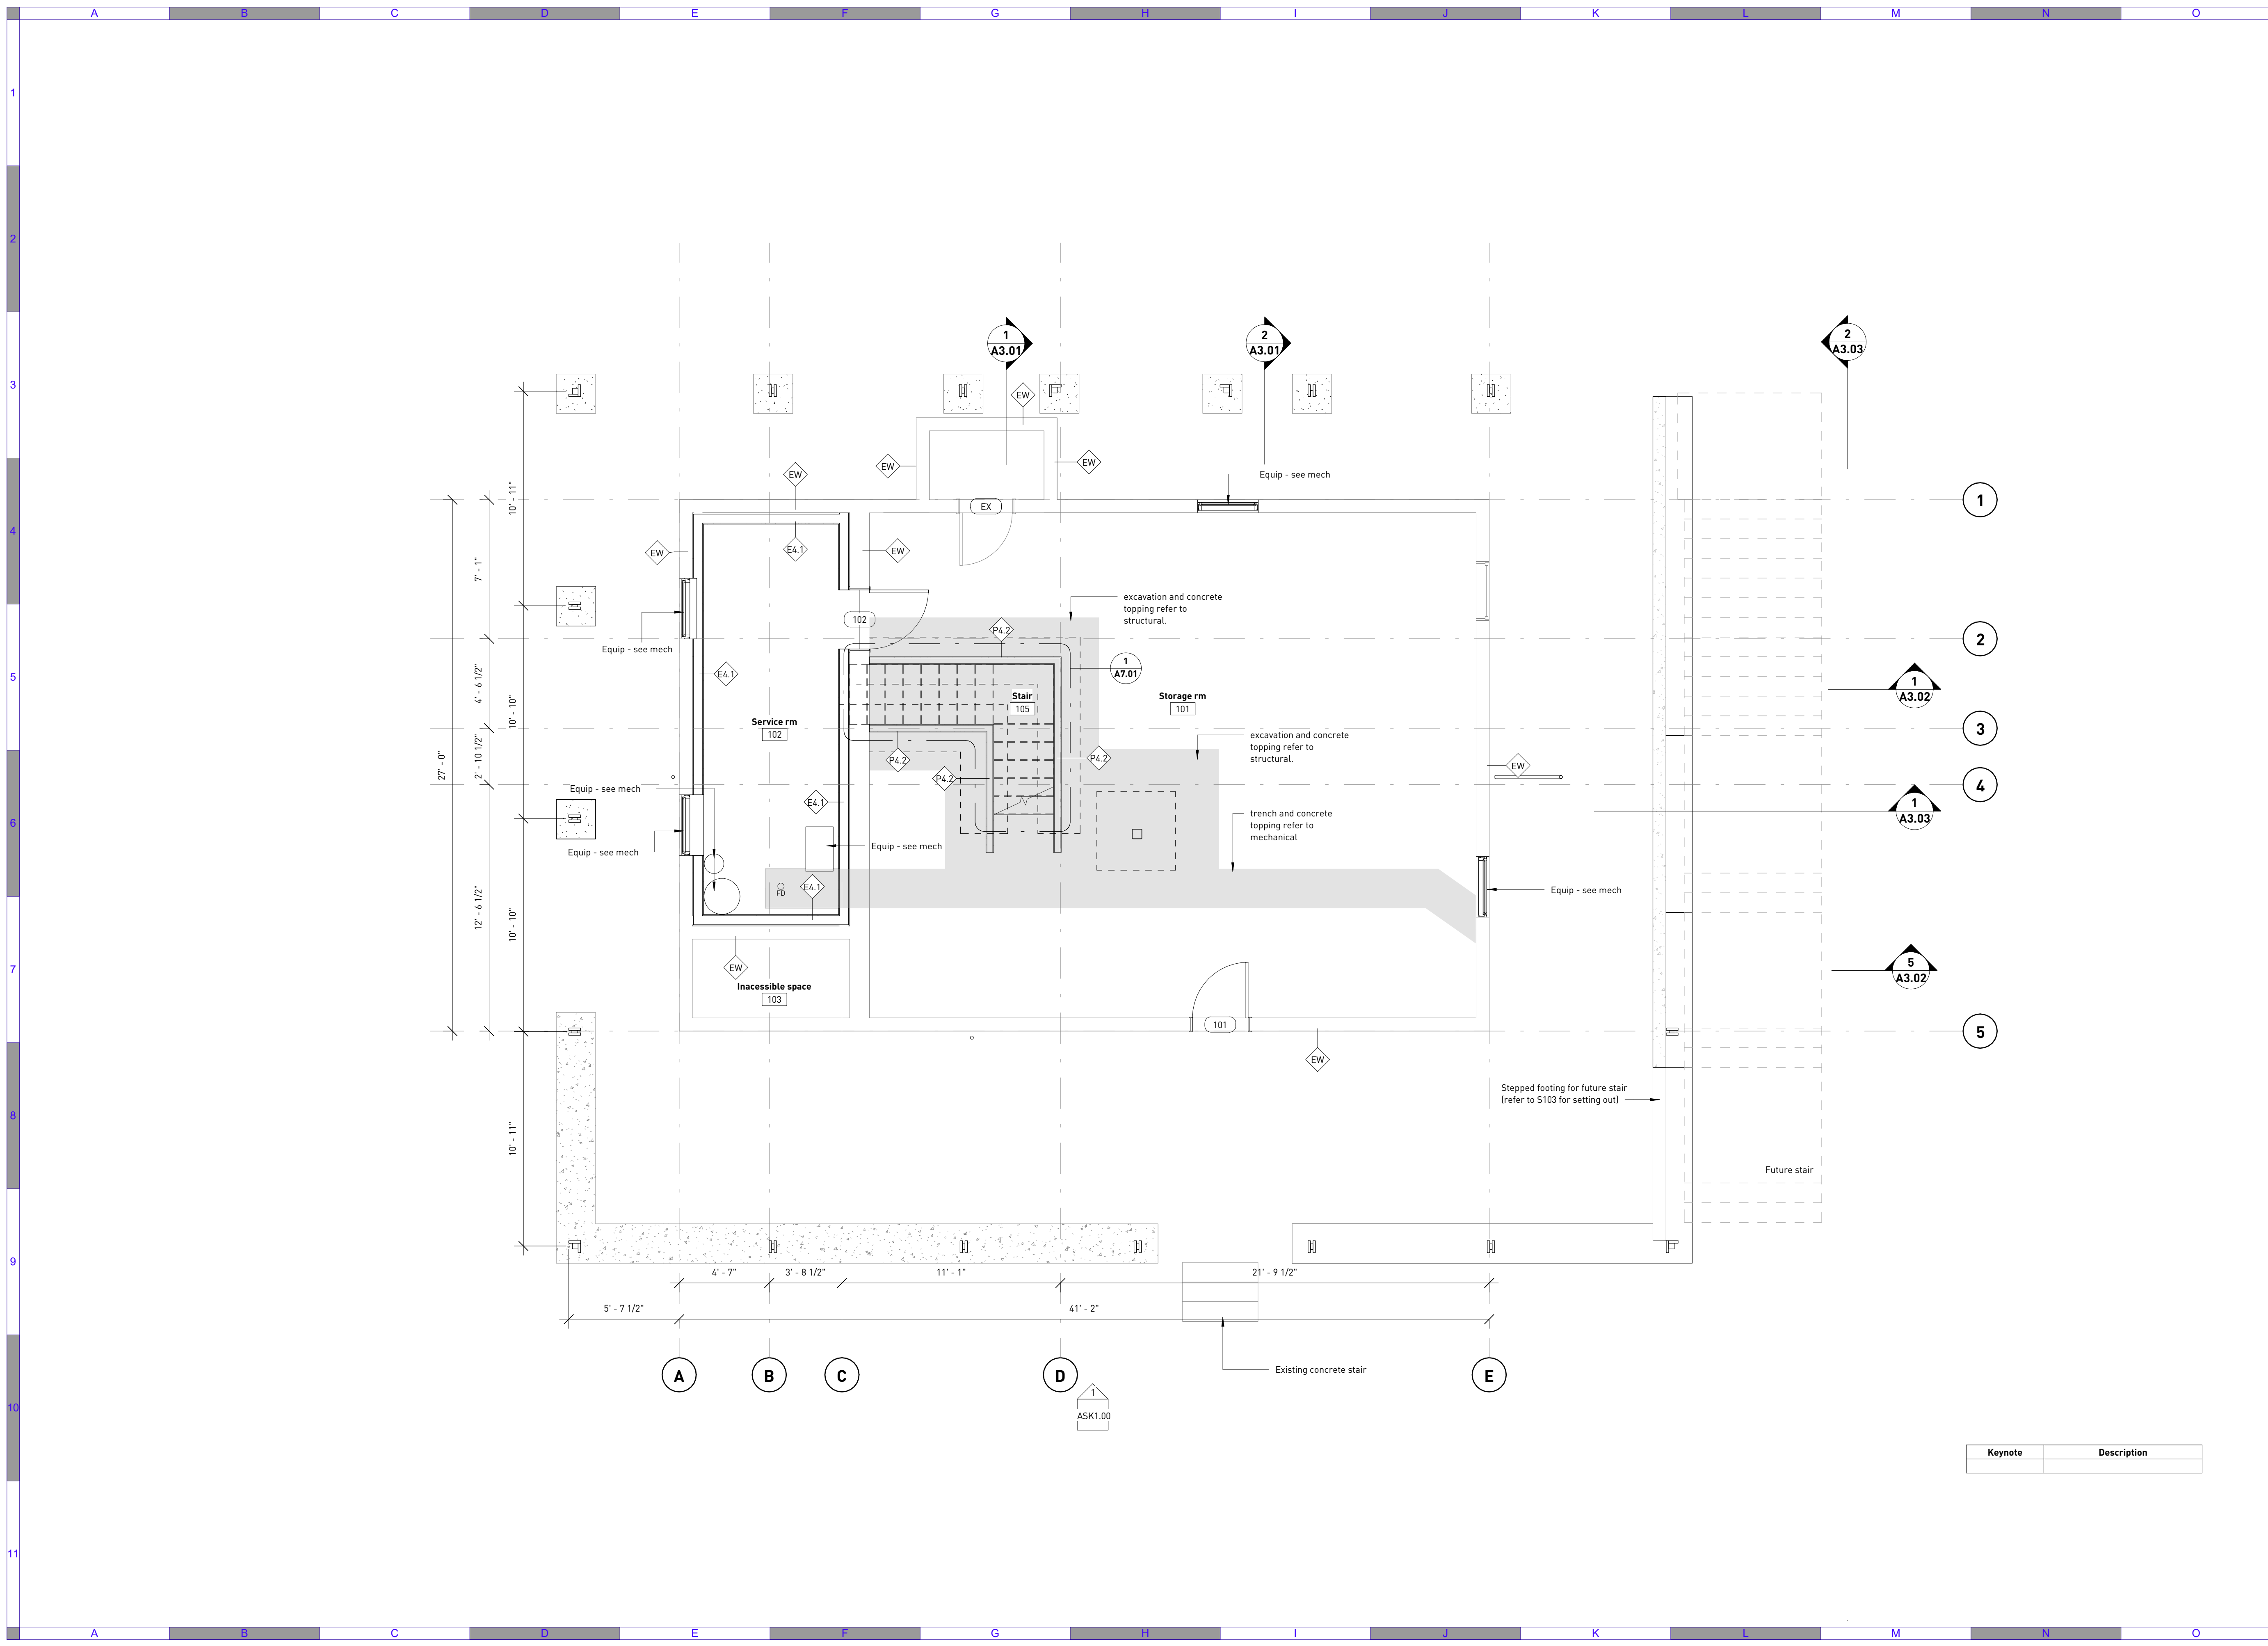 A B C D E F G H I J K L M N O
1
2
3
4
5
6
7
8
9
10
11
1
A3.01
2
A3.01
2
A3.03
EW
EW
EW
EW
Equip - see mech
EX
1
EW
E4.1
EW
10' - 11"
7' - 1"
excavation and concrete
topping refer to
structural.
102
P4.2
2
Equip - see mech
1
A7.01
E4.1
4' - 6 1/2"
10' - 10"
Stair
105
Storage rm
101
1
A3.02
Service rm
102
3
excavation and concrete
topping refer to
structural.
27' - 0"
2' - 10 1/2"
P4.2
P4.2
P4.2
EW
4
Equip - see mech
E4.1
1
A3.03
trench and concrete
topping refer to
mechanical
Equip - see mech
Equip - see mech
FD
E4.1
Equip - see mech
12' - 6 1/2"
10' - 10"
EW
5
A3.02
Inacessible space
103
101
5
EW
Stepped footing for future stair
(refer to S103 for setting out)
10' - 11"
Future stair
4' - 7"
3' - 8 1/2"
11' - 1"
21' - 9 1/2"
5' - 7 1/2"
41' - 2"
Existing concrete stair
A
B
C
D
E
1
ASK1.00
Keynote Description
A B C D E F G H I J K L M N O